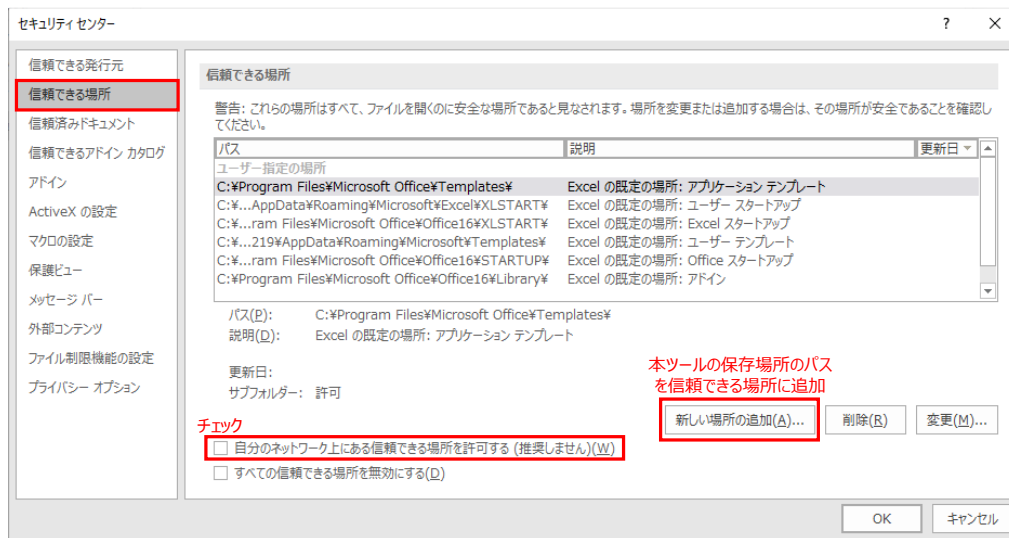 セキュリティ センター
? ×
信頼できる発行元
信頼できる場所
信頼済みドキュメント
信頼できるアドイン カタログ
アドイン
ActiveX の設定
マクロの設定
保護ビュー
メッセージ バー
外部コンテンツ
ファイル制限機能の設定
プライバシー オプション
信頼できる場所
警告: これらの場所はすべて、ファイルを開くのに安全な場所であると見なされます。場所を変更または追加する場合は、その場所が安全であることを確認し
てください。
パス 説明 更新日
ユーザー指定の場所
C:¥Program Files¥Microsoft Office¥Templates¥ Excel の既定の場所: アプリケーション テンプレート
C:¥...AppData¥Roaming¥Microsoft¥Excel¥XLSTART¥ Excel の既定の場所: ユーザー スタートアップ
C:¥...ram Files¥Microsoft Office¥Office16¥XLSTART¥ Excel の既定の場所: Excel スタートアップ
C:¥...219¥AppData¥Roaming¥Microsoft¥Templates¥ Excel の既定の場所: ユーザー テンプレート
C:¥...ram Files¥Microsoft Office¥Office16¥STARTUP¥ Excel の既定の場所: Office スタートアップ
C:¥Program Files¥Microsoft Office¥Office16¥Library¥ Excel の既定の場所: アドイン
パス(P): C:¥Program Files¥Microsoft Office¥Templates¥
説明(D): Excel の既定の場所: アプリケーション テンプレート
更新日:
サブフォルダー: 許可
本ツールの保存場所のパス
を信頼できる場所に追加
新しい場所の追加(A)... 削除(R) 変更(M)...
チェック
自分のネットワーク上にある信頼できる場所を許可する (推奨しません)(W)
すべての信頼できる場所を無効にする(D)
OK キャンセル